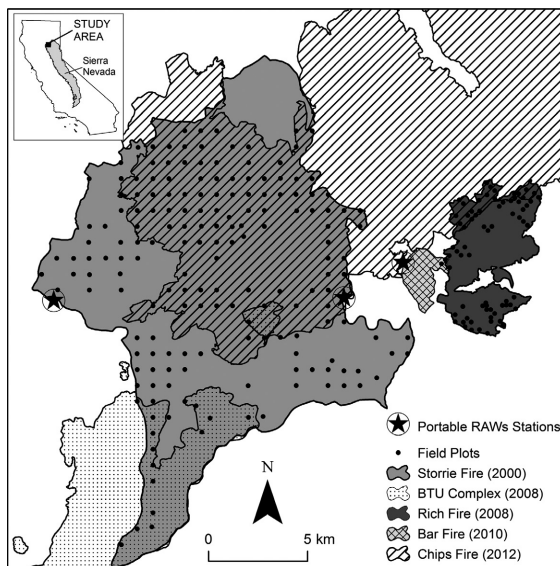 STUDY
AREA
Sierra
Nevada
Portable RAWs Stations
Field Plots
Storrie Fire (2000)
BTU Complex (2008)
Rich Fire (2008)
Bar Fire (2010)
Chips Fire (2012)
N
0 5 km